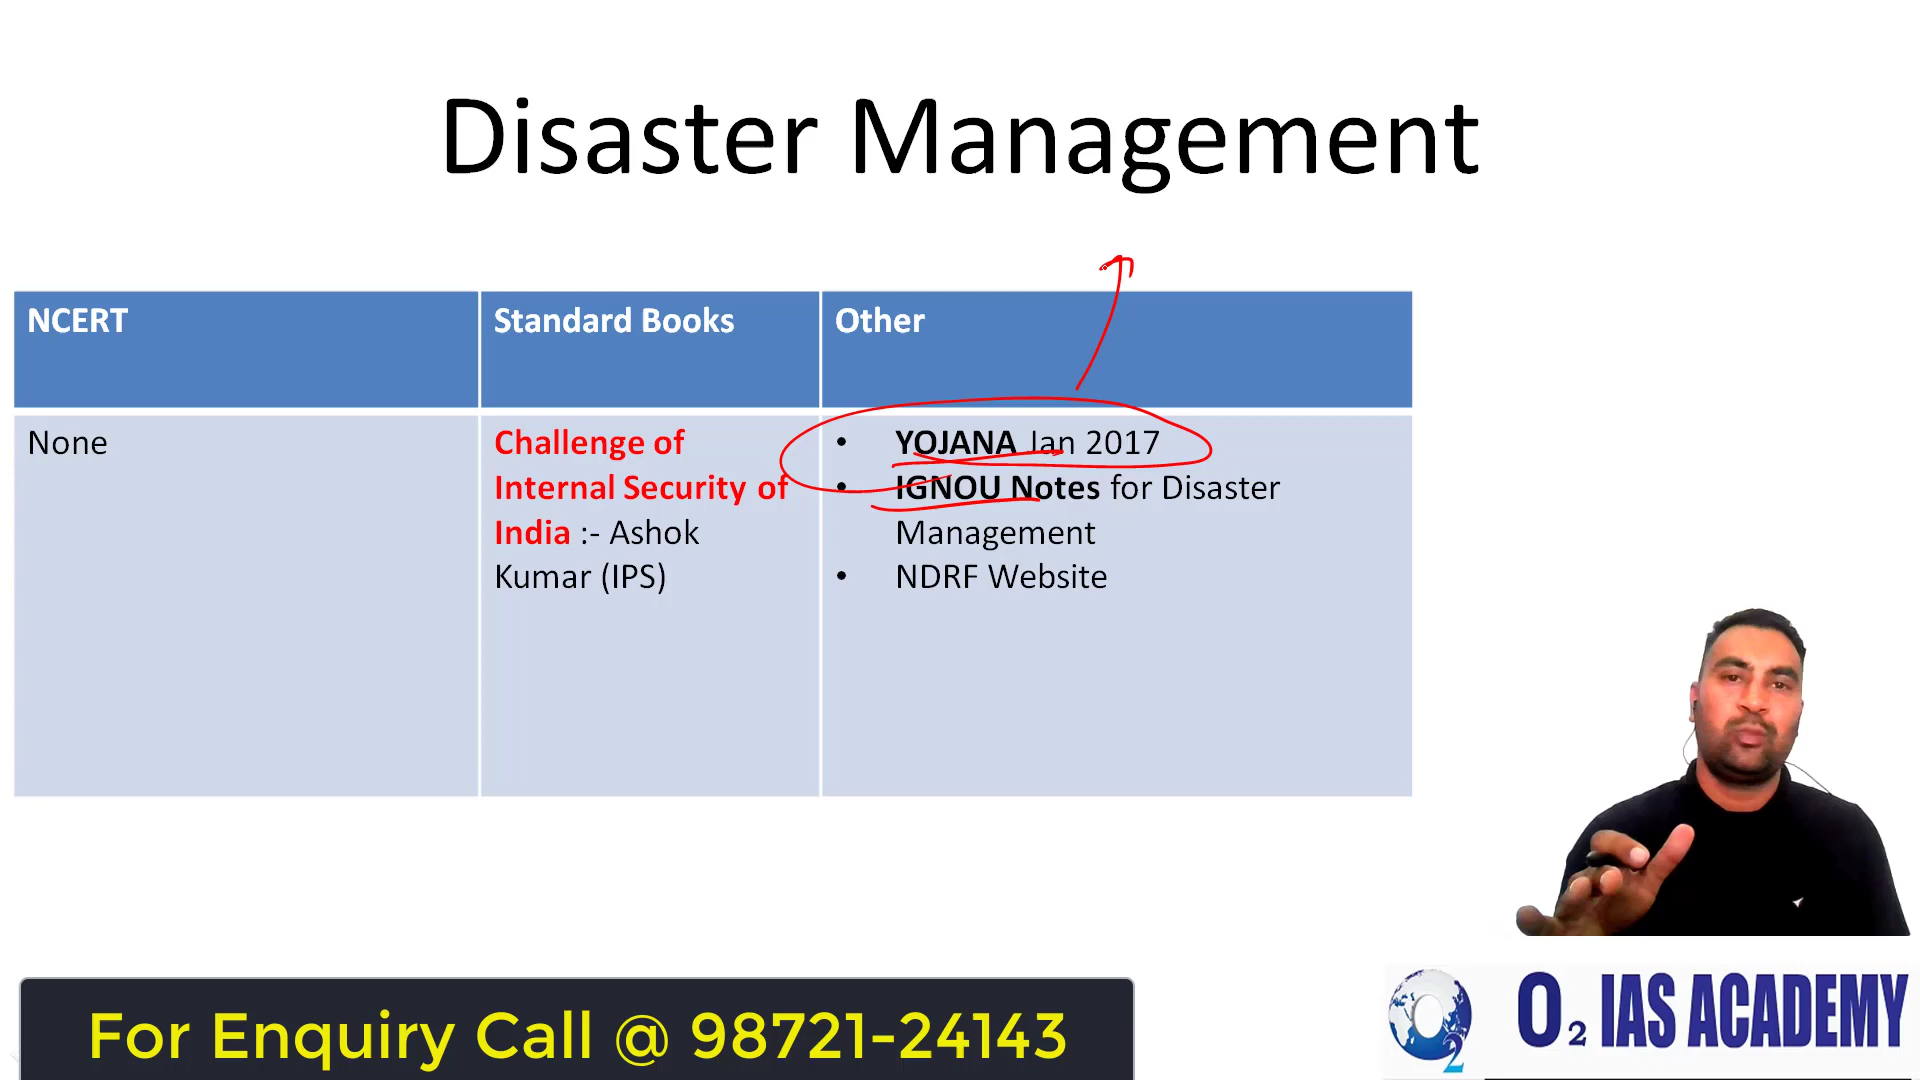 Disaster Management
NCERT
Standard Books
Other
None
Challenge of
Internal Security of
India :- Ashok
Kumar (IPS)
• YOJANA Jan 2017
• IGNOU Notes for Disaster
Management
• NDRF Website
For Enquiry Call @ 98721-24143
O2
O2 IAS ACADEMY